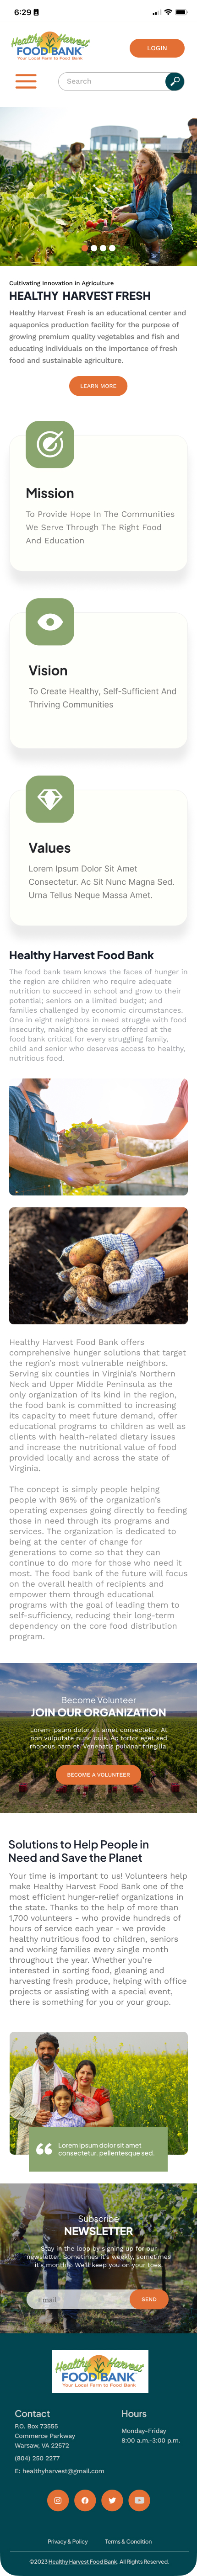 6:29
Healthy Harvest
FOOD BANK
Your Local Farm to Food Bank
LOGIN
Search
Cultivating Innovation in Agriculture
HEALTHY HARVEST FRESH
Healthy Harvest Fresh is an educational center and
aquaponics production facility for the purpose of
growing premium quality vegetables and fish and
educating individuals on the importance of fresh
food and sustainable agriculture.
LEARN MORE
Mission
To Provide Hope In The Communities
We Serve Through The Right Food
And Education
Vision
To Create Healthy, Self-Sufficient And
Thriving Communities
Values
Lorem Ipsum Dolor Sit Amet
Consectetur. Ac Sit Nunc Magna Sed.
Urna Tellus Neque Massa Amet.
Healthy Harvest Food Bank
The food bank team knows the faces of hunger in
the region are children who require adequate
nutrition to succeed in school and grow to their
potential; seniors on a limited budget; and
families challenged by economic circumstances.
One in eight neighbors in need struggle with food
insecurity, making the services offered at the
food bank critical for every struggling family,
child and senior who deserves access to healthy,
nutritious food.
Healthy Harvest Food Bank offers
comprehensive hunger solutions that target
the region's most vulnerable neighbors.
Serving six counties in Virginia's Northern
Neck and Upper Middle Peninsula as the
only organization of its kind in the region,
the food bank is committed to increasing
its capacity to meet future demand, offer
educational programs to children as well as
clients with health-related dietary issues
and increase the nutritional value of food
provided locally and across the state of
Virginia.
The concept is simply people helping
people with 96% of the organization's
operating expenses going directly to feeding
those in need through its programs and
services. The organization is dedicated to
being at the center of change for
generations to come so that they can
continue to do more for those who need it
most. The food bank of the future will focus
on the overall health of recipients and
empower them through educational
programs with the goal of leading them to
self-sufficiency, reducing their long-term
dependency on the core food distribution
program.
Become Volunteer
JOIN OUR ORGANIZATION
Lorem ipsum dolor sit amet consectetur. At
non vulputate nunc quis. Ac tortor eget sed
rhoncus nam et. Venenatis pulvinar fringilla.
BECOME A VOLUNTEER
Solutions to Help People in
Need and Save the Planet
Your time is important to us! Volunteers help
make Healthy Harvest Food Bank one of the
most efficient hunger-relief organizations in
the state. Thanks to the help of more than
1,700 volunteers - who provide hundreds of
hours of service each year - we provide
healthy nutritious food to children, seniors
and working families every single month
throughout the year. Whether you're
interested in sorting food, gleaning and
harvesting fresh produce, helping with office
projects or assisting with a special event,
there is something for you or your group.
Lorem ipsum dolor sit amet
consectetur. pellentesque sed.
Subscribe
NEWSLETTER
Stay in the loop by signing up for our
newsletter. Sometimes it's weekly, sometimes
it's monthly. We'll keep you on your toes.
Email
SEND
Healthy Harvest
FOOD BANK
Your Local Farm to Food Bank
Contact
P.O. Box 73555
Commerce Parkway
Warsaw, VA 22572
(804) 250 2277
E: healthyharvest@gmail.com
Hours
Monday-Friday
8:00 a.m.-3:00 p.m.
Privacy & Policy
Terms & Condition
©2023 Healthy Harvest Food Bank. All Rights Reserved.